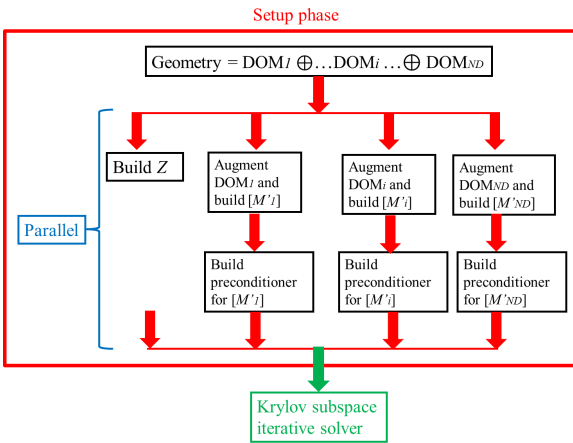 Setup phase
Geometry = DOM1 ⊕…DOMi …⊕ DOMND
Build Z
Augment
DOM1 and
build [M'1]
Augment
DOMi and
build [M'i]
Augment
DOMND and
build [M'ND]
Parallel
Build
preconditioner
for [M'1]
Build
preconditioner
for [M'i]
Build
preconditioner
for [M'ND]
Krylov subspace
iterative solver